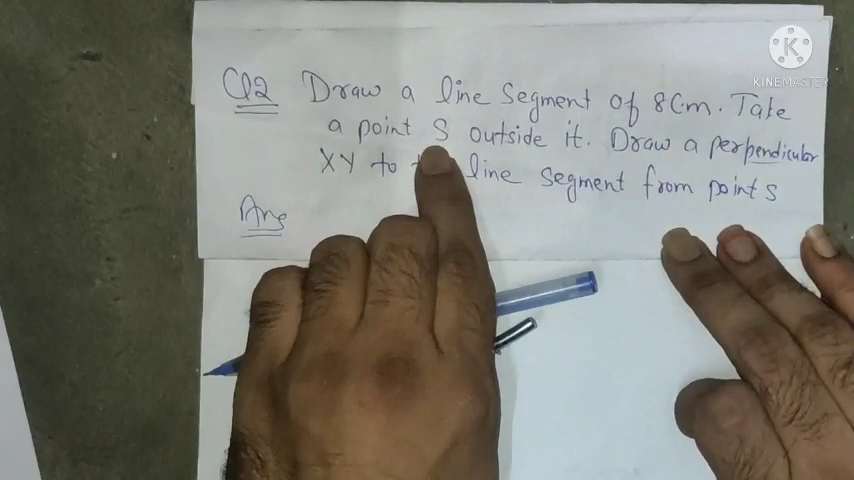 Q2 Draw a line segment of 8Cm. Take
a point S outside it. Draw a perpendicular
XY to line segment from point S
Ans
K
KINEMASTER